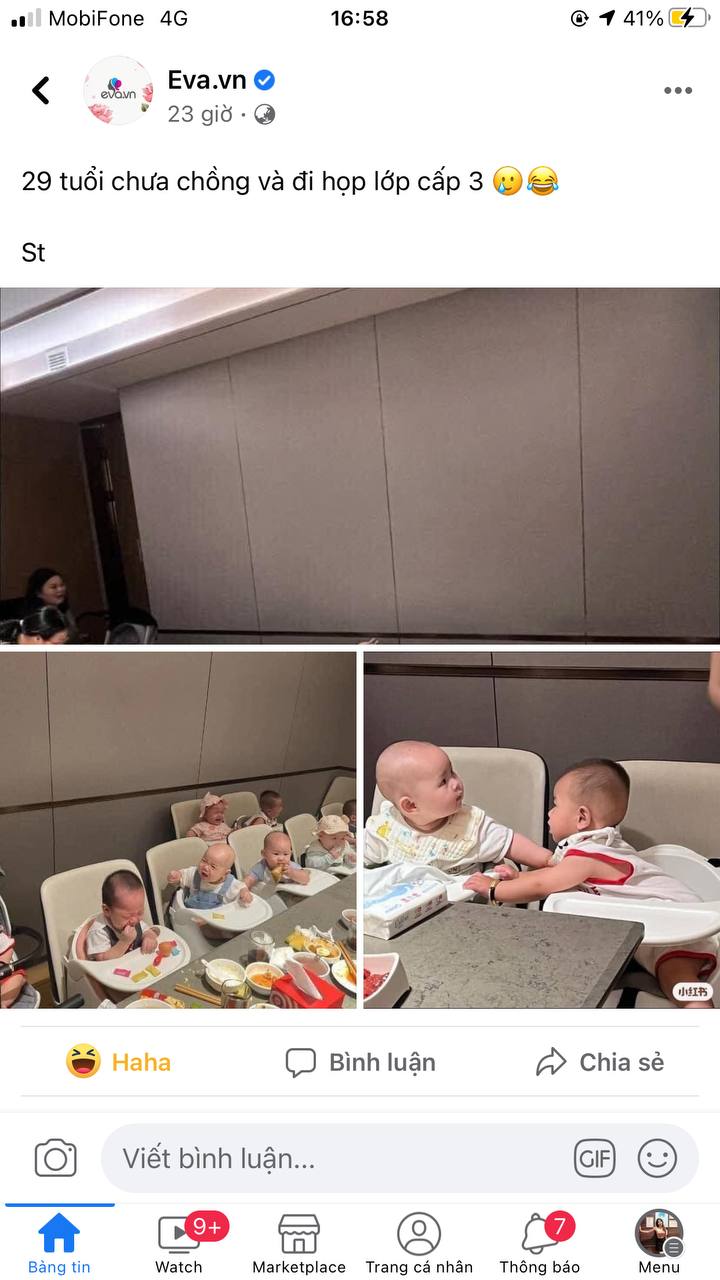 MobiFone 4G 16:58 41%
Eva.vn
eva.vn
23 giờ ·
29 tuổi chưa chồng và đi họp lớp cấp 3 🥲😂
St
小红书
Haha Bình luận Chia sẻ
Viết bình luận... GIF
9+ 7
Bảng tin Watch Marketplace Trang cá nhân Thông báo Menu